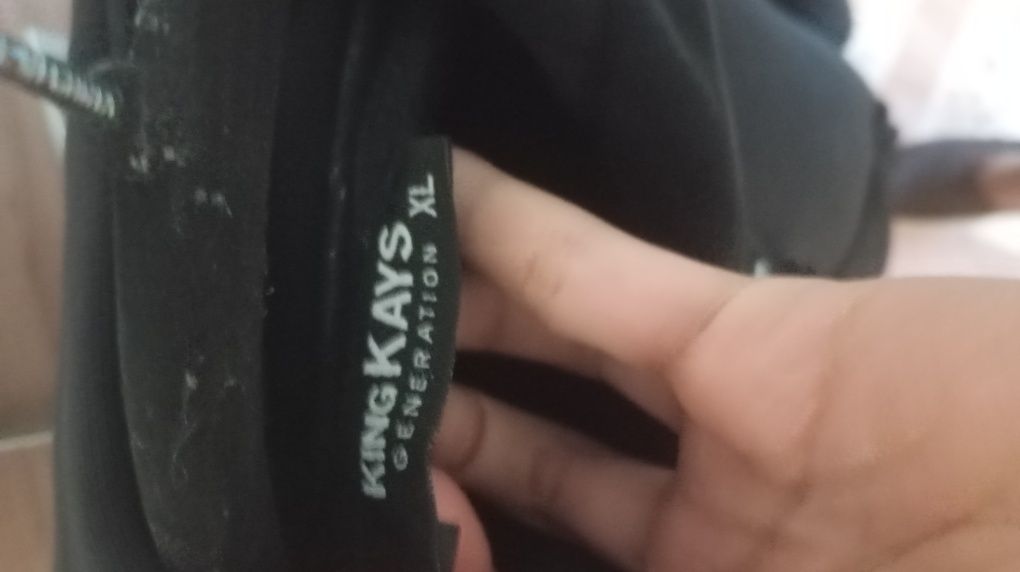 KINGKAYS
GENERATION XL